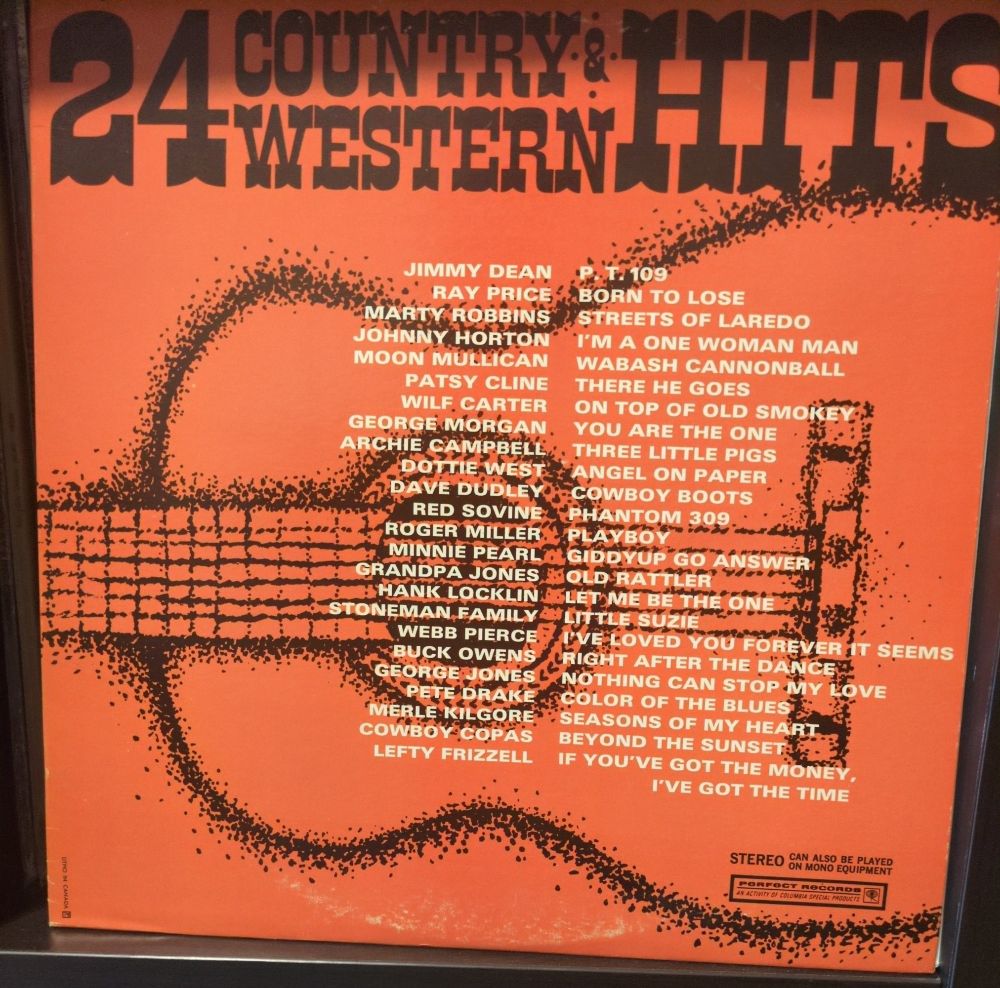 24 COUNTRY & WESTERN HITS
JIMMY DEAN P. T. 109
RAY PRICE BORN TO LOSE
MARTY ROBBINS STREETS OF LAREDO
JOHNNY HORTON I'M A ONE WOMAN MAN
MOON MULLICAN WABASH CANNONBALL
PATSY CLINE THERE HE GOES
WILF CARTER ON TOP OF OLD SMOKEY
GEORGE MORGAN YOU ARE THE ONE
ARCHIE CAMPBELL THREE LITTLE PIGS
DOTTIE WEST ANGEL ON PAPER
DAVE DUDLEY COWBOY BOOTS
RED SOVINE PHANTOM 309
ROGER MILLER PLAYBOY
MINNIE PEARL GIDDYUP GO ANSWER
GRANDPA JONES OLD RATTLER
HANK LOCKLIN LET ME BE THE ONE
STONEMAN FAMILY LITTLE SUZIE
WEBB PIERCE I'VE LOVED YOU FOREVER IT SEEMS
BUCK OWENS RIGHT AFTER THE DANCE
GEORGE JONES NOTHING CAN STOP MY LOVE
PETE DRAKE COLOR OF THE BLUES
MERLE KILGORE SEASONS OF MY HEART
COWBOY COPAS BEYOND THE SUNSET
LEFTY FRIZZELL IF YOU'VE GOT THE MONEY,
I'VE GOT THE TIME
STEREO CAN ALSO BE PLAYED
ON MONO EQUIPMENT
PERFECT RECORDS
AN ACTIVITY OF COLUMBIA SPECIAL PRODUCTS
LITHO IN CANADA